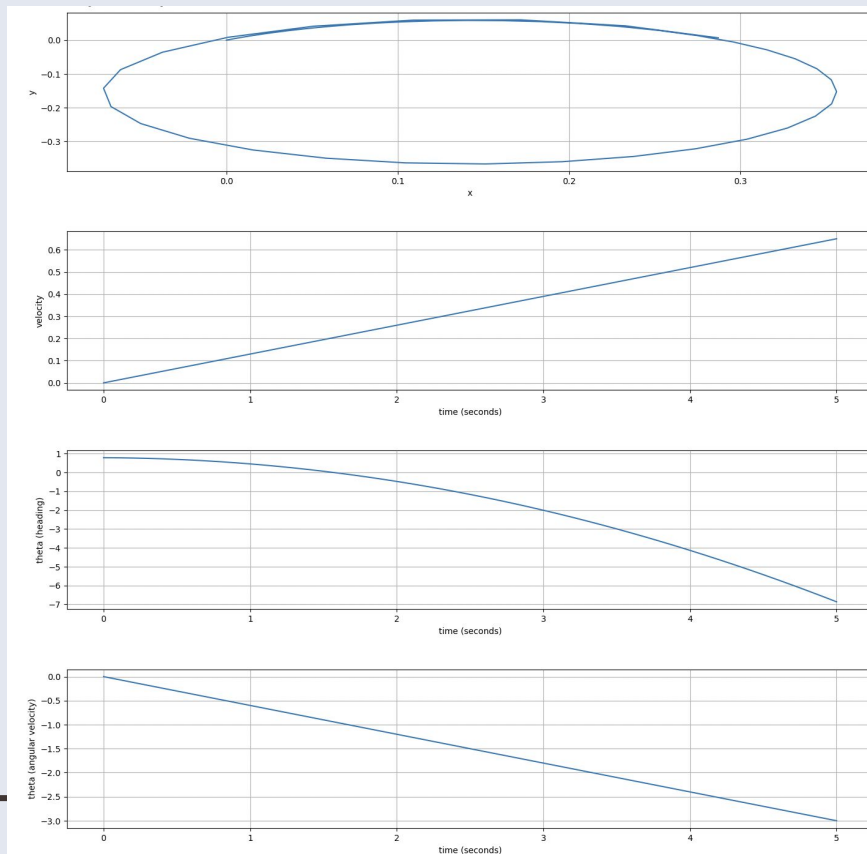 0.0
−0.1
−0.2
−0.3
y
0.0 0.1 0.2 0.3
x
0.6
0.5
0.4
0.3
0.2
0.1
0.0
velocity
0 1 2 3 4 5
time (seconds)
1
0
−1
−2
−3
−4
−5
−6
−7
theta (heading)
0 1 2 3 4 5
time (seconds)
0.0
−0.5
−1.0
−1.5
−2.0
−2.5
−3.0
theta (angular velocity)
0 1 2 3 4 5
time (seconds)